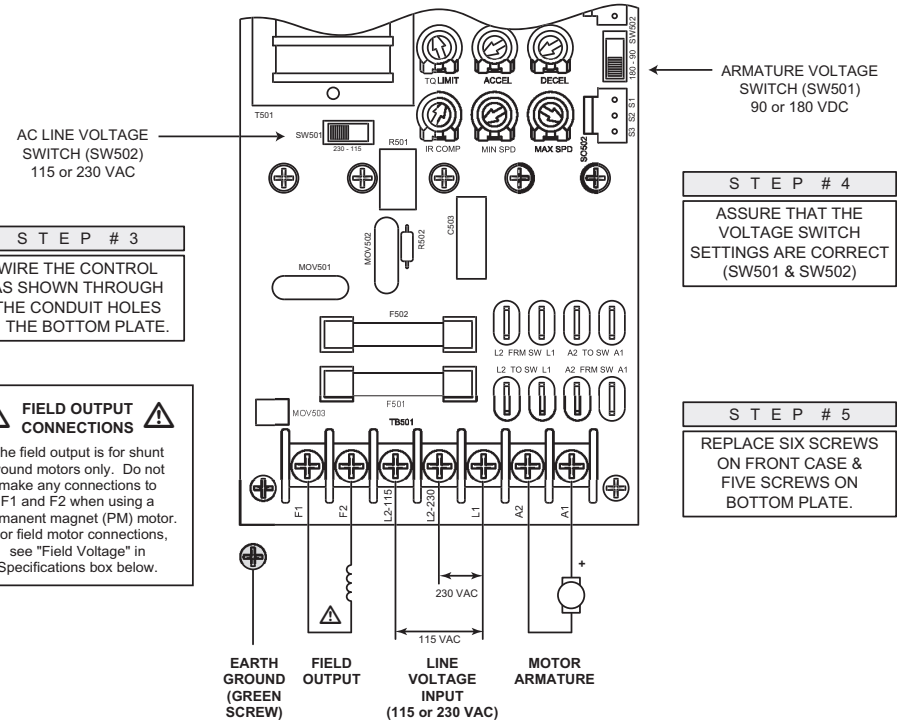 SW502
180 - 90
TQ LIMIT
ACCEL
DECEL
T501
SW501
230 - 115
R501
IR COMP
MIN SPD
MAX SPD
SO502
S3 S2 S1
ARMATURE VOLTAGE
SWITCH (SW501)
90 or 180 VDC
AC LINE VOLTAGE
SWITCH (SW502)
115 or 230 VAC
STEP #3
WIRE THE CONTROL
AS SHOWN THROUGH
THE CONDUIT HOLES
THE BOTTOM PLATE.
STEP #4
ASSURE THAT THE
VOLTAGE SWITCH
SETTINGS ARE CORRECT
(SW501 & SW502)
MOV502
R502
C503
MOV501
F502
L2 FRM SW L1
A2 TO SW A1
L2 TO SW L1
A2 FRM SW A1
F501
MOV503
TB501
FIELD OUTPUT
CONNECTIONS
The field output is for shunt
wound motors only. Do not
make any connections to
F1 and F2 when using a
permanent magnet (PM) motor.
For field motor connections,
see "Field Voltage" in
Specifications box below.
STEP #5
REPLACE SIX SCREWS
ON FRONT CASE &
FIVE SCREWS ON
BOTTOM PLATE.
F1
F2
L2-115
L2-230
L1
A2
A1
+
230 VAC
115 VAC
EARTH
GROUND
(GREEN
SCREW)
FIELD
OUTPUT
LINE
VOLTAGE
INPUT
(115 or 230 VAC)
MOTOR
ARMATURE